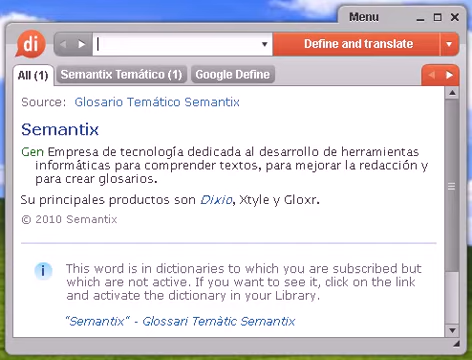 Menu
di
Define and translate
All (1)
Semantix Temático (1)
Google Define
Source: Glosario Temático Semantix
Semantix
Gen Empresa de tecnología dedicada al desarrollo de herramientas
informáticas para comprender textos, para mejorar la redacción y
para crear glosarios.
Su principales productos son Dixio, Xtyle y Gloxr.
© 2010 Semantix
i
This word is in dictionaries to which you are subscribed but
which are not active. If you want to see it, click on the link
and activate the dictionary in your Library.
"Semantix" - Glossari Temàtic Semantix